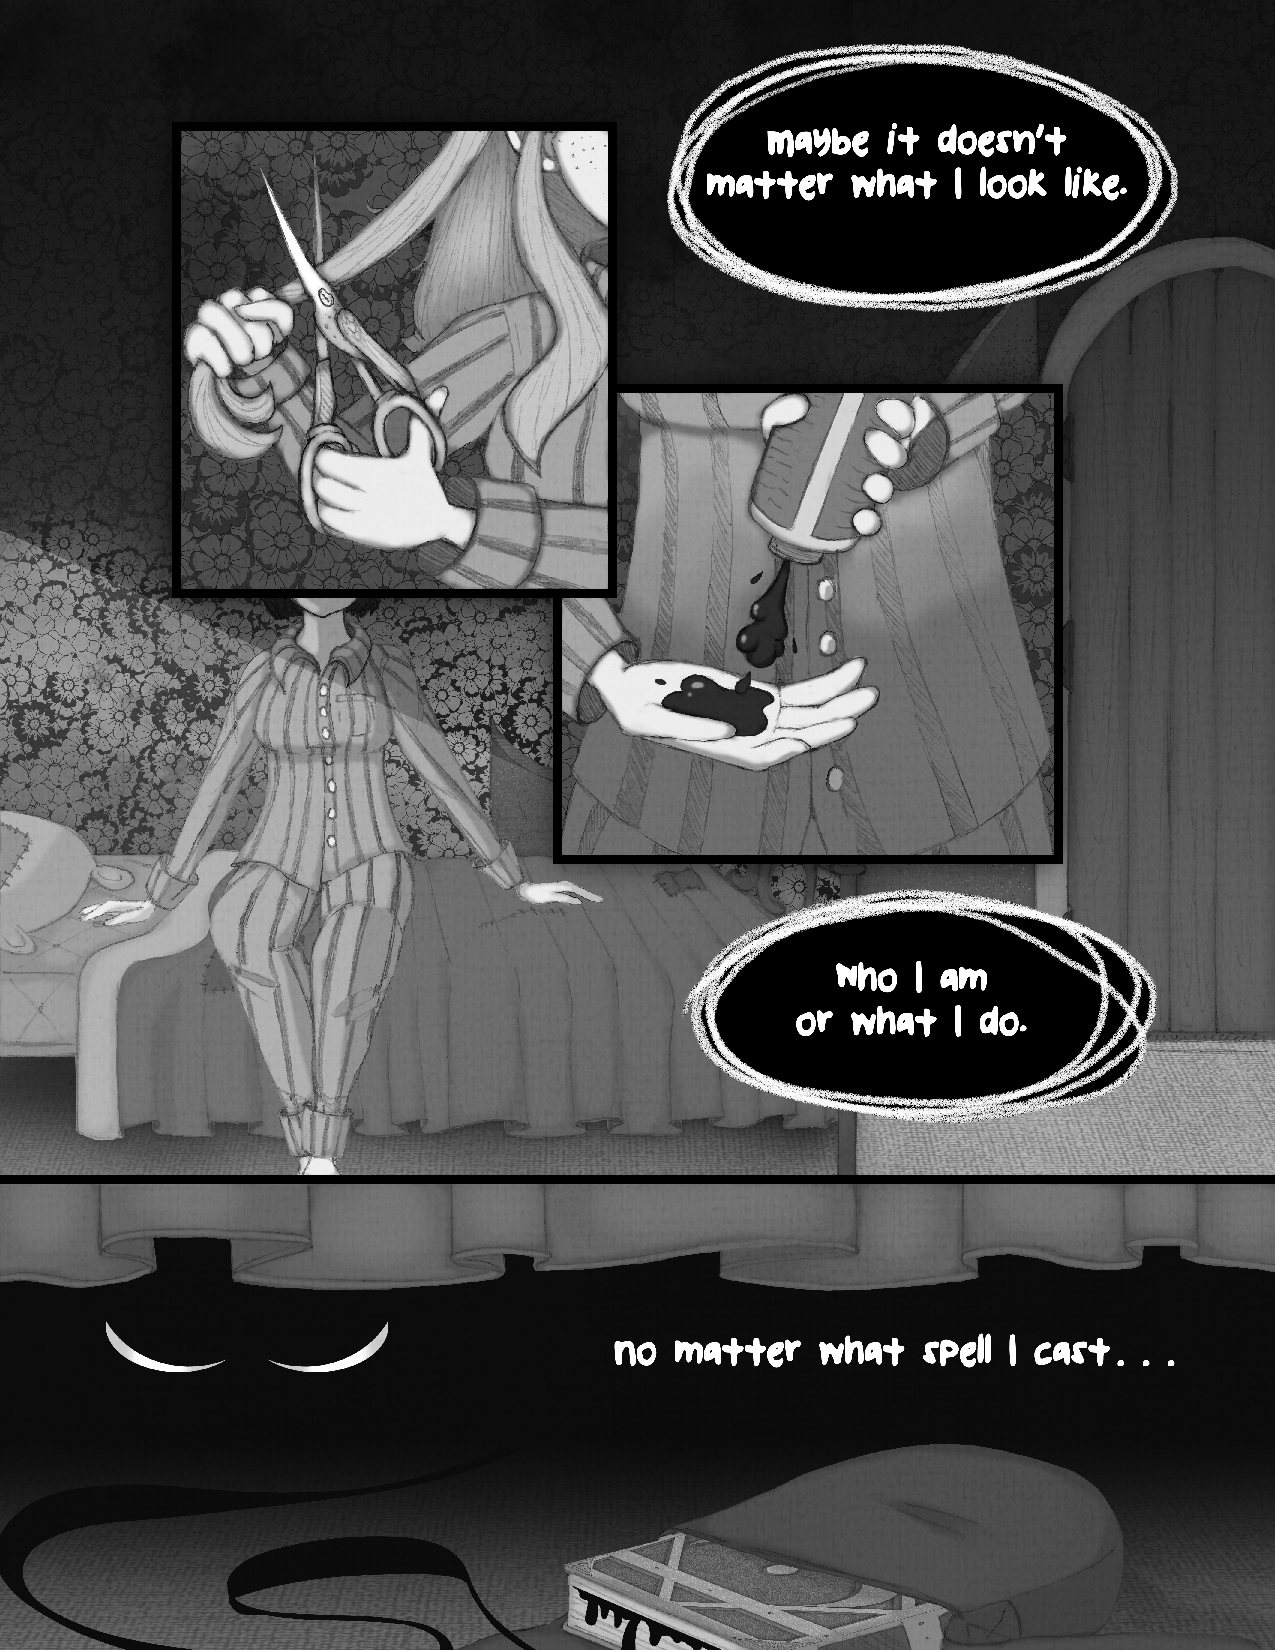 maybe it doesn't
matter what I look like.
who I am
or what I do.
no matter what spell I cast...